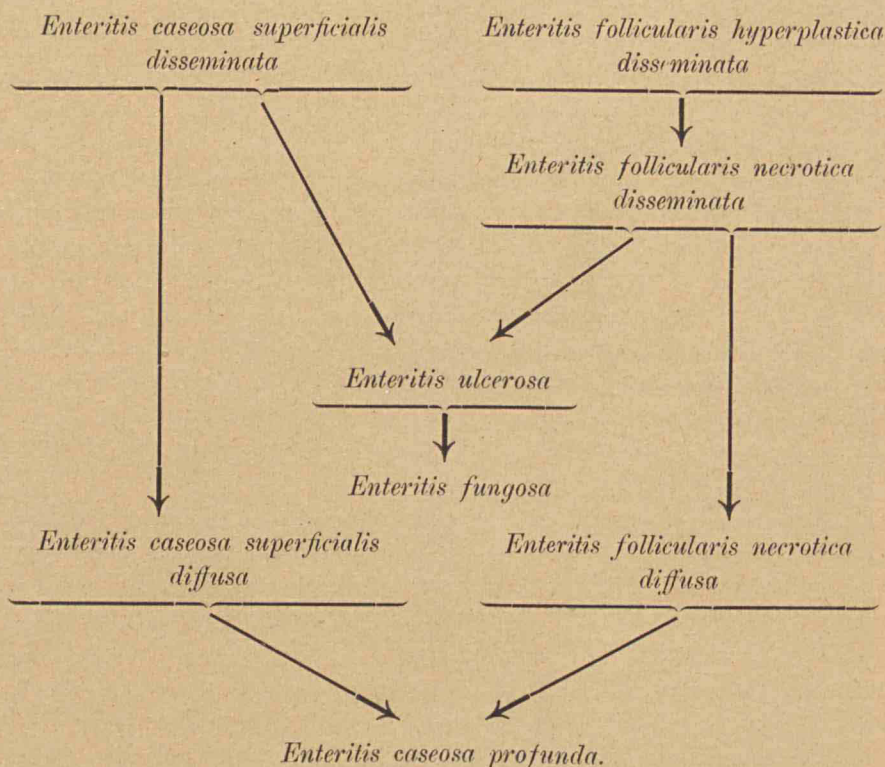 Enteritis caseosa superficialis
disseminata
Enteritis follicularis hyperplastica
disseminata
Enteritis follicularis necrotica
disseminata
Enteritis ulcerosa
Enteritis fungosa
Enteritis caseosa superficialis
diffusa
Enteritis follicularis necrotica
diffusa
Enteritis caseosa profunda.